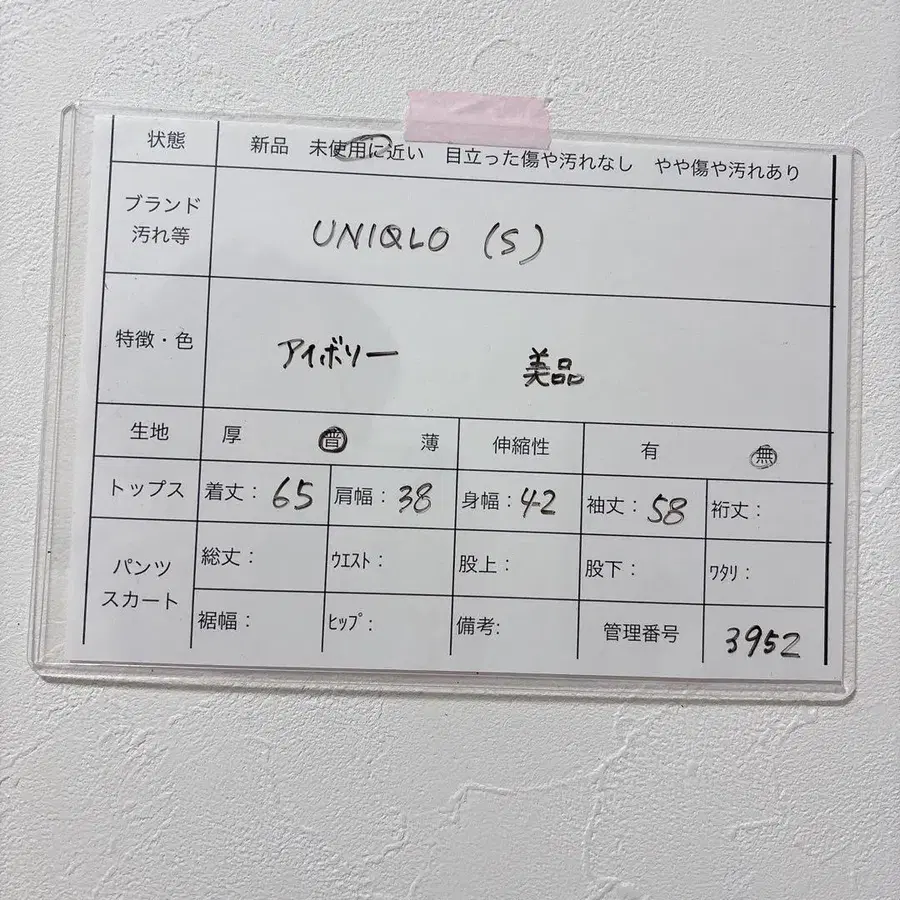 状態 新品 未使用に近い 目立った傷や汚れなし やや傷や汚れあり
ブランド
汚れ等
UNIQLO (S)
特徴・色 アイボリー 美品
生地 厚 普 薄 伸縮性 有 無
トップス 着丈: 65 肩幅: 38 身幅: 42 袖丈: 58 裄丈:
パンツ
スカート
総丈: ｳｴｽﾄ: 股上: 股下: ﾜﾀﾘ:
裾幅: ﾋｯﾌﾟ: 備考: 管理番号 3952